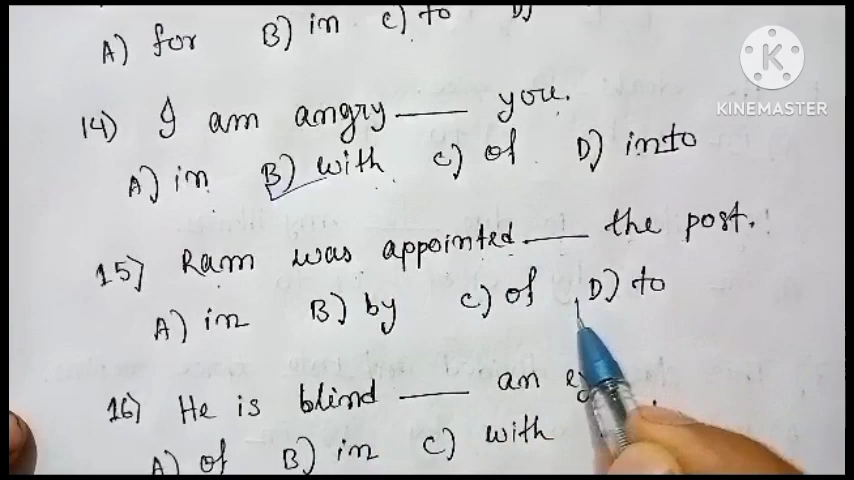 A) for B) in C) to D)
14) I am angry ___ you.
A) in B) with C) of D) into
15) Ram was appointed ___ the post.
A) in B) by C) of D) to
16) He is blind ___ an
A) of B) in C) with
KINEMASTER